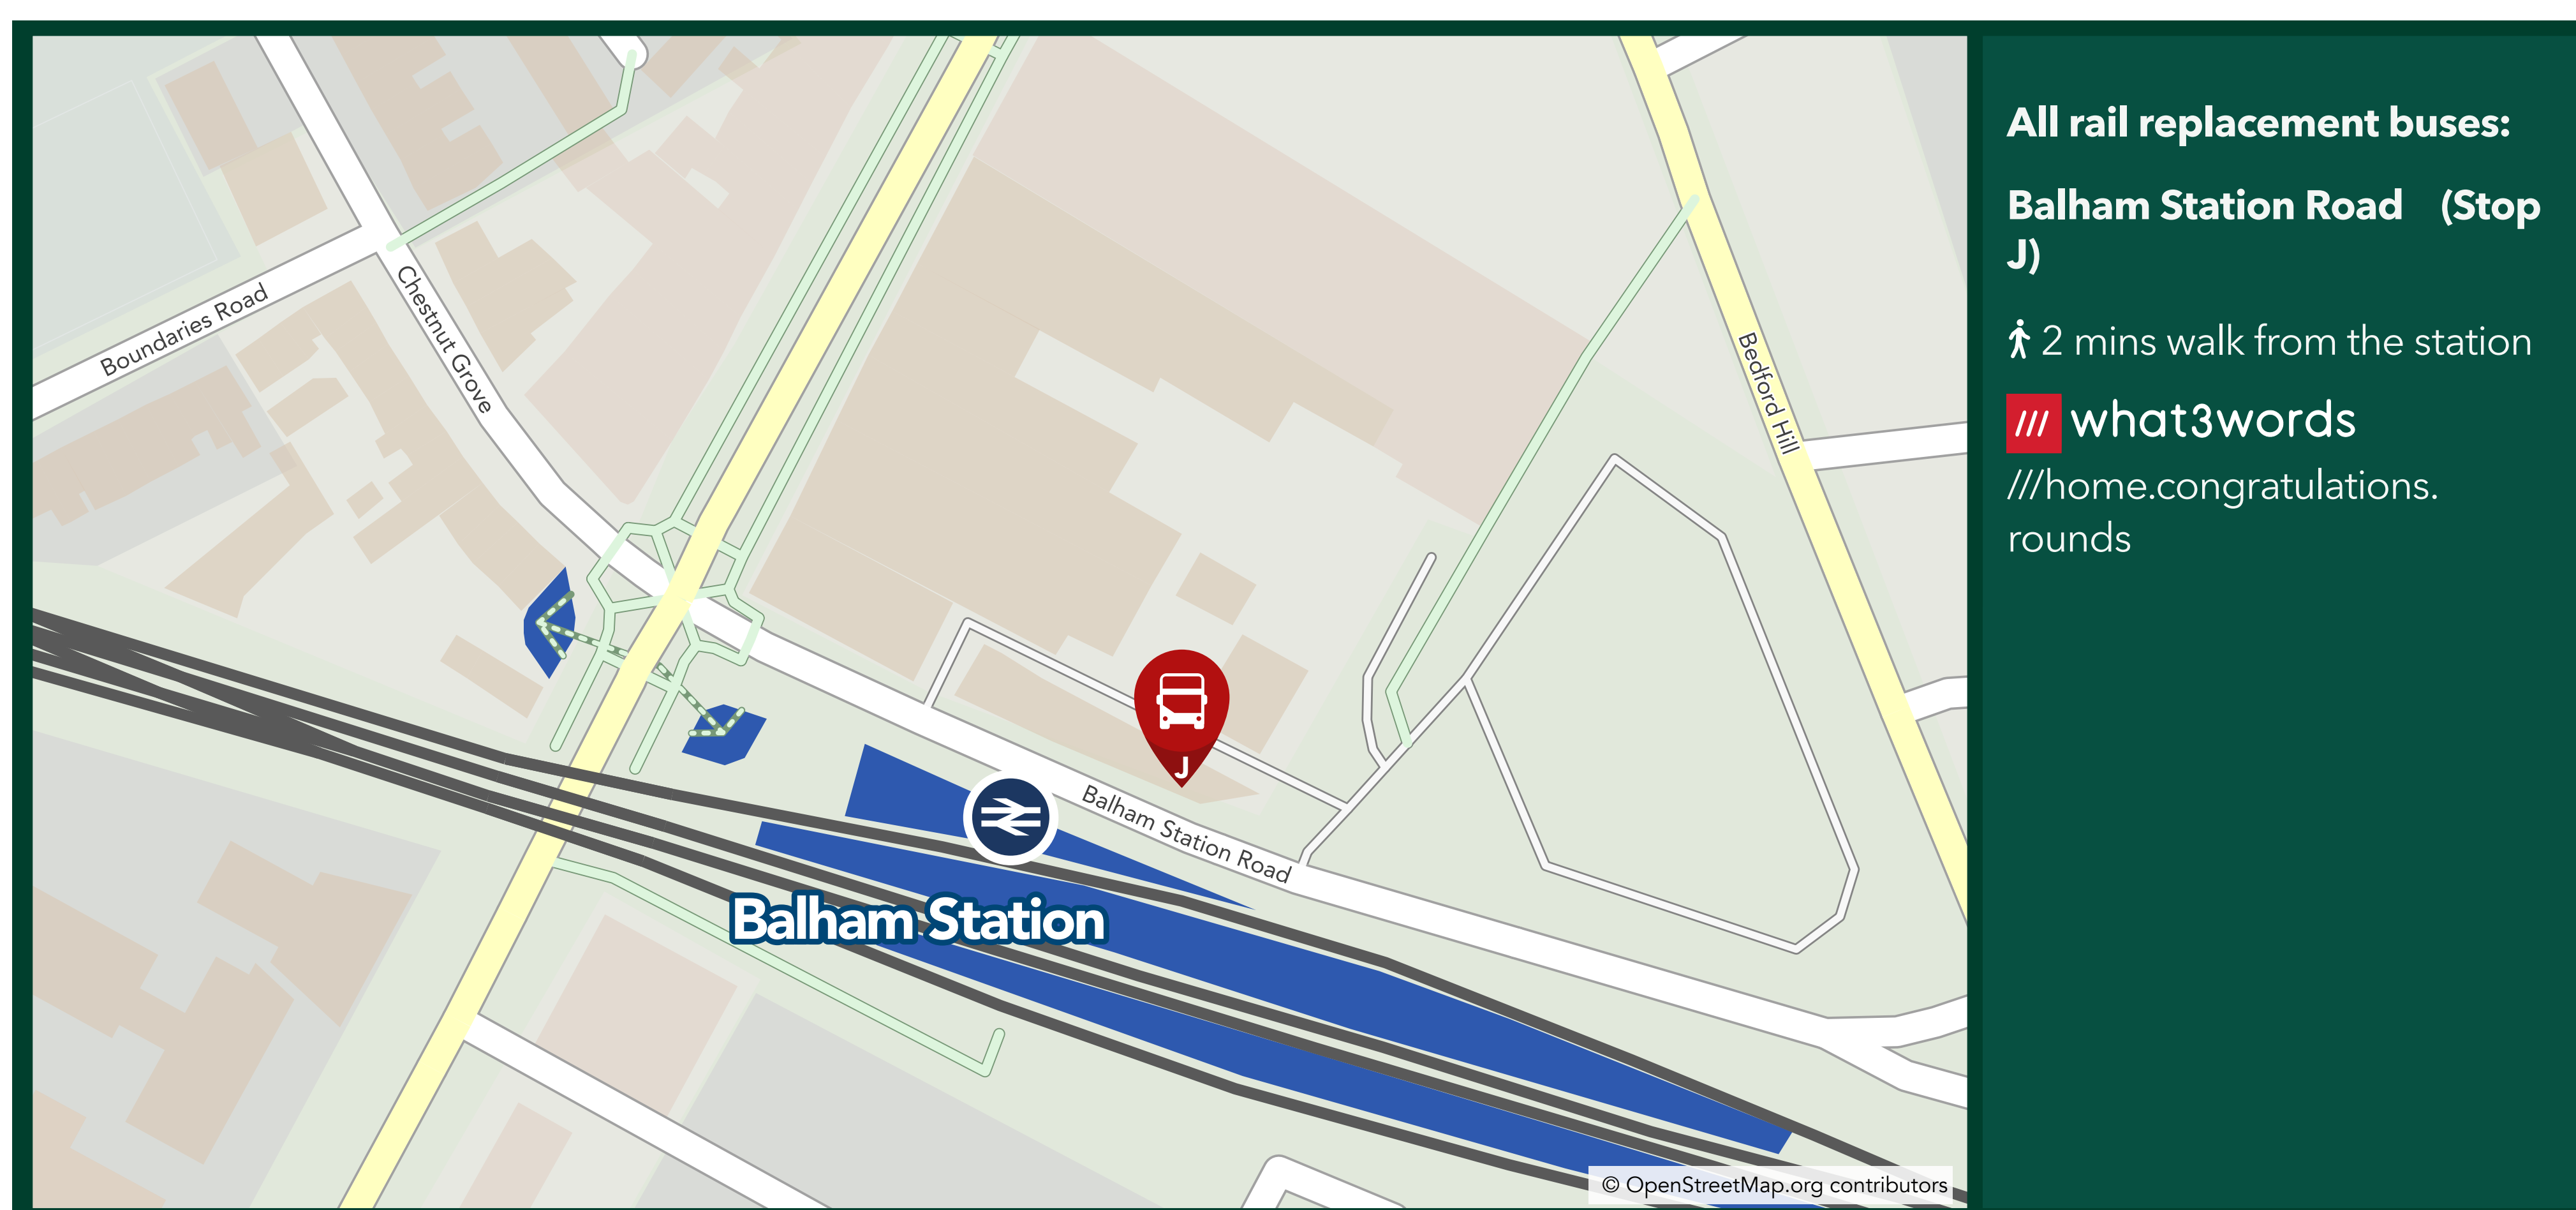 All rail replacement buses:
Balham Station Road (Stop
J)
2 mins walk from the station
what3words
///home.congratulations.
rounds
Boundaries Road
Chestnut Grove
Bedford Hill
J
Balham Station Road
Balham Station
© OpenStreetMap.org contributors